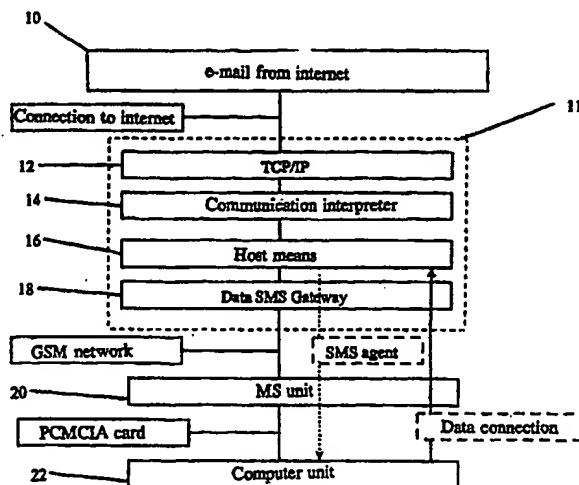 10
e-mail from internet
Connection to internet
11
12
TCP/IP
14
Communication interpreter
16
Host means
18
Data SMS Gateway
GSM network
SMS agent
20
MS unit
PCMCIA card
Data connection
22
Computer unit